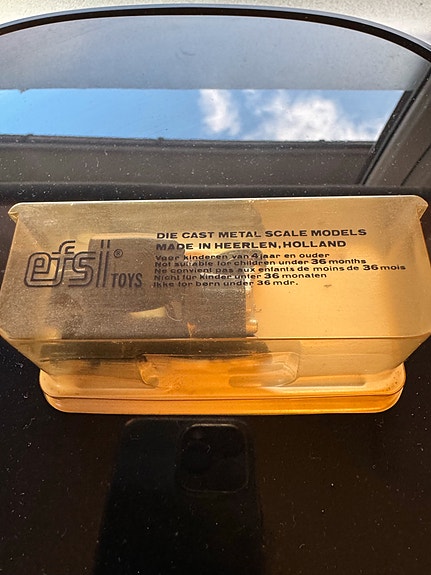 efsi® TOYS
DIE CAST METAL SCALE MODELS
MADE IN HEERLEN, HOLLAND
Voor kinderen van 4 jaar en ouder
Not suitable for children under 36 months
Ne convient pas aux enfants de moins de 36 mois
Nicht für kinder unter 36 monaten
Ikke for børn under 36 mdr.